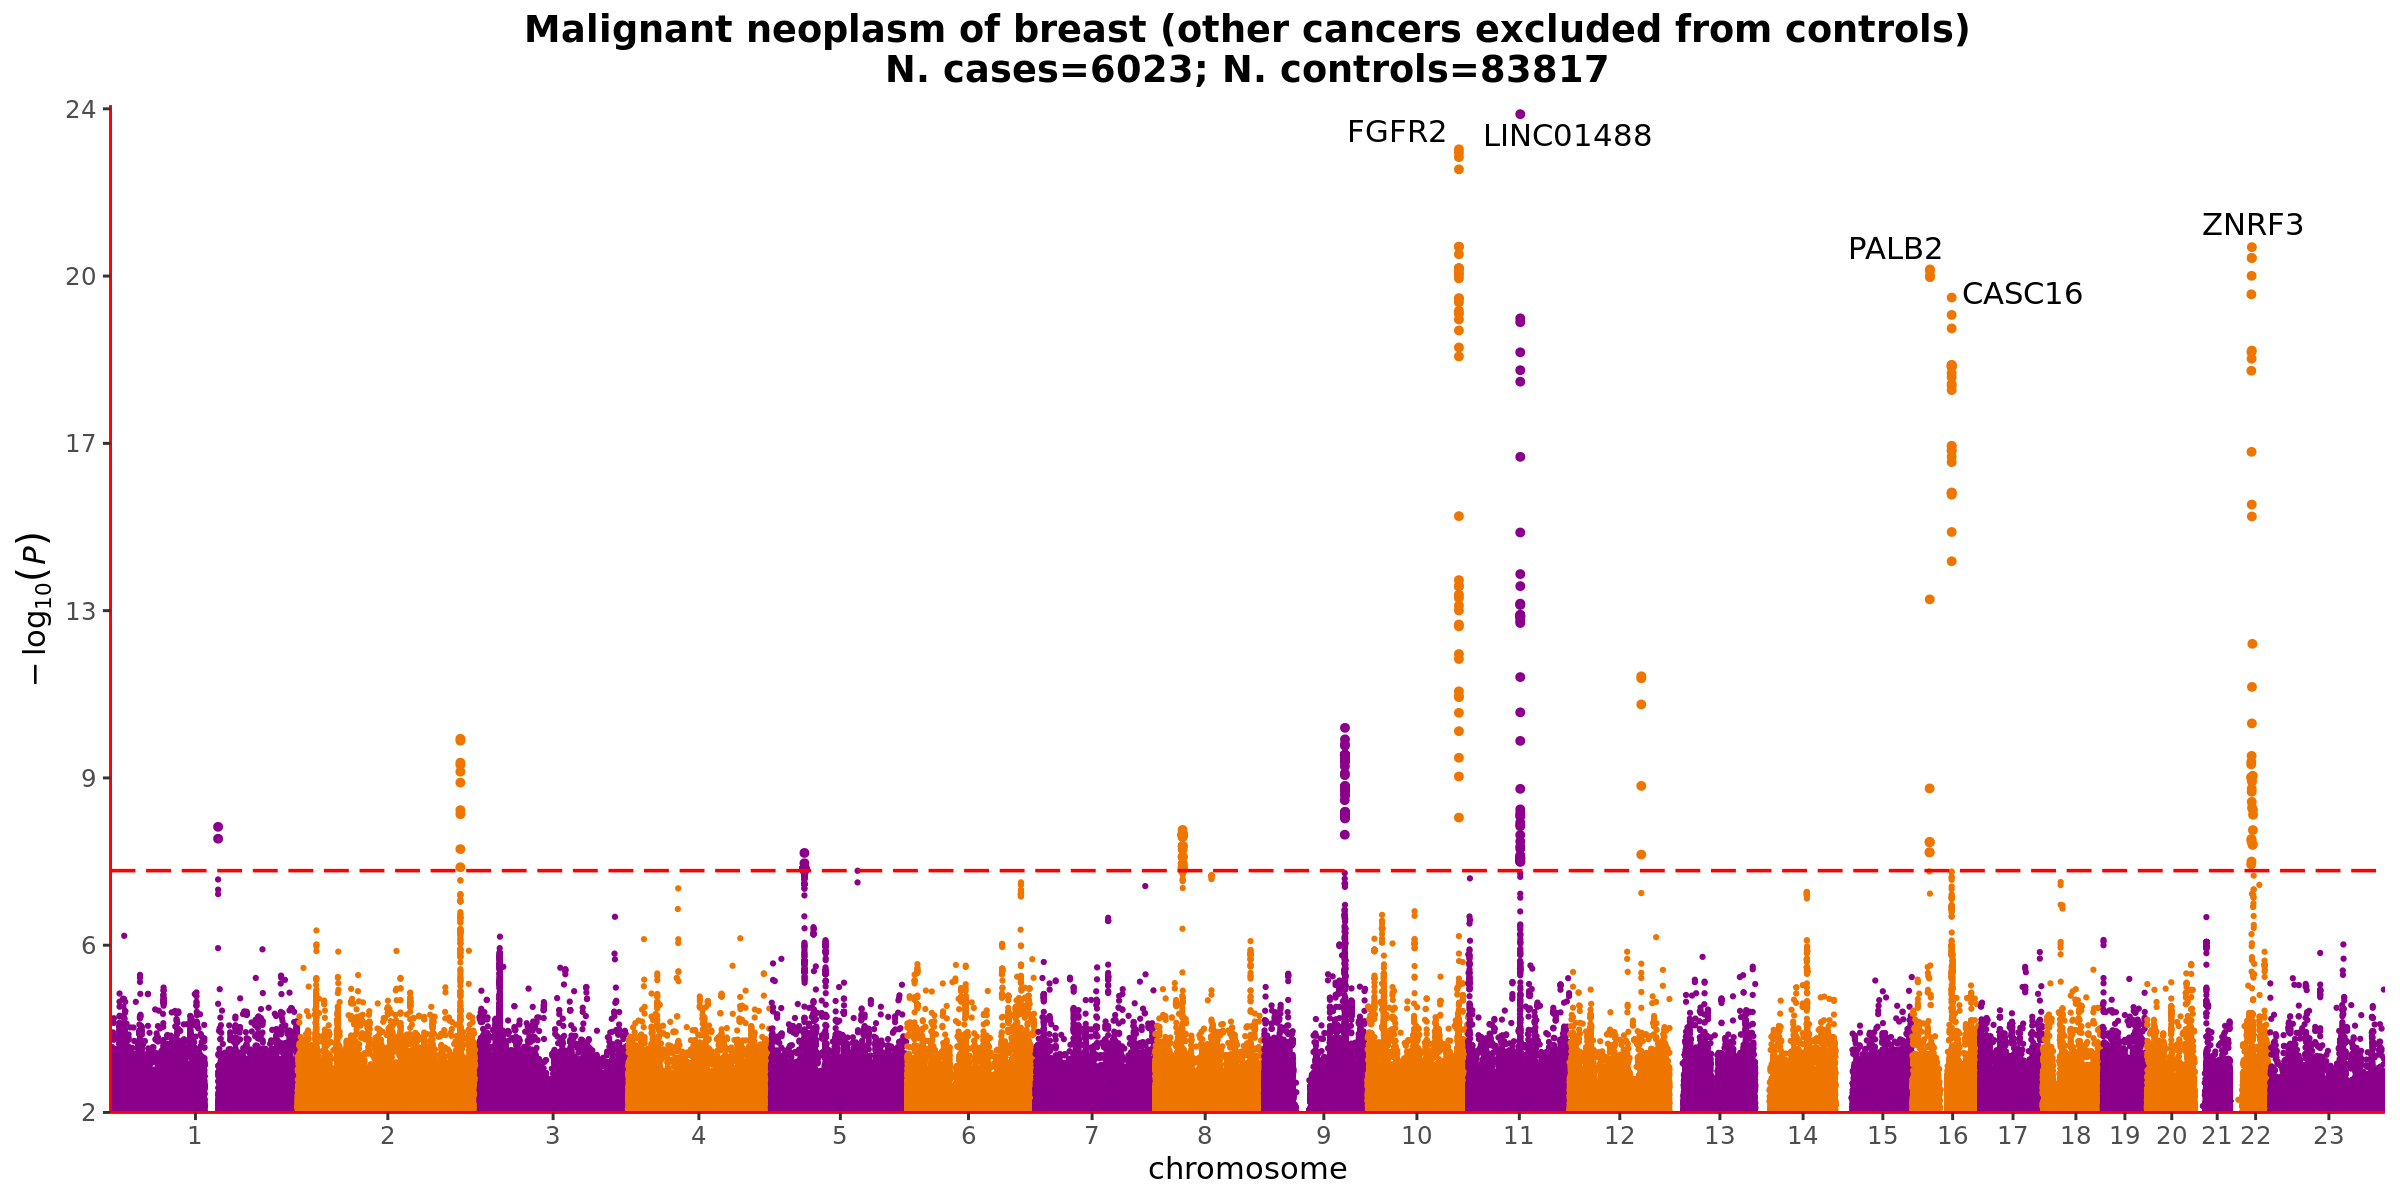 Malignant neoplasm of breast (other cancers excluded from controls)
N. cases=6023; N. controls=83817
24
20
17
13
9
6
2
−log10(P)
FGFR2
LINC01488
PALB2
CASC16
ZNRF3
1 2 3 4 5 6 7 8 9 10 11 12 13 14 15 16 17 18 19 20 21 22 23
chromosome